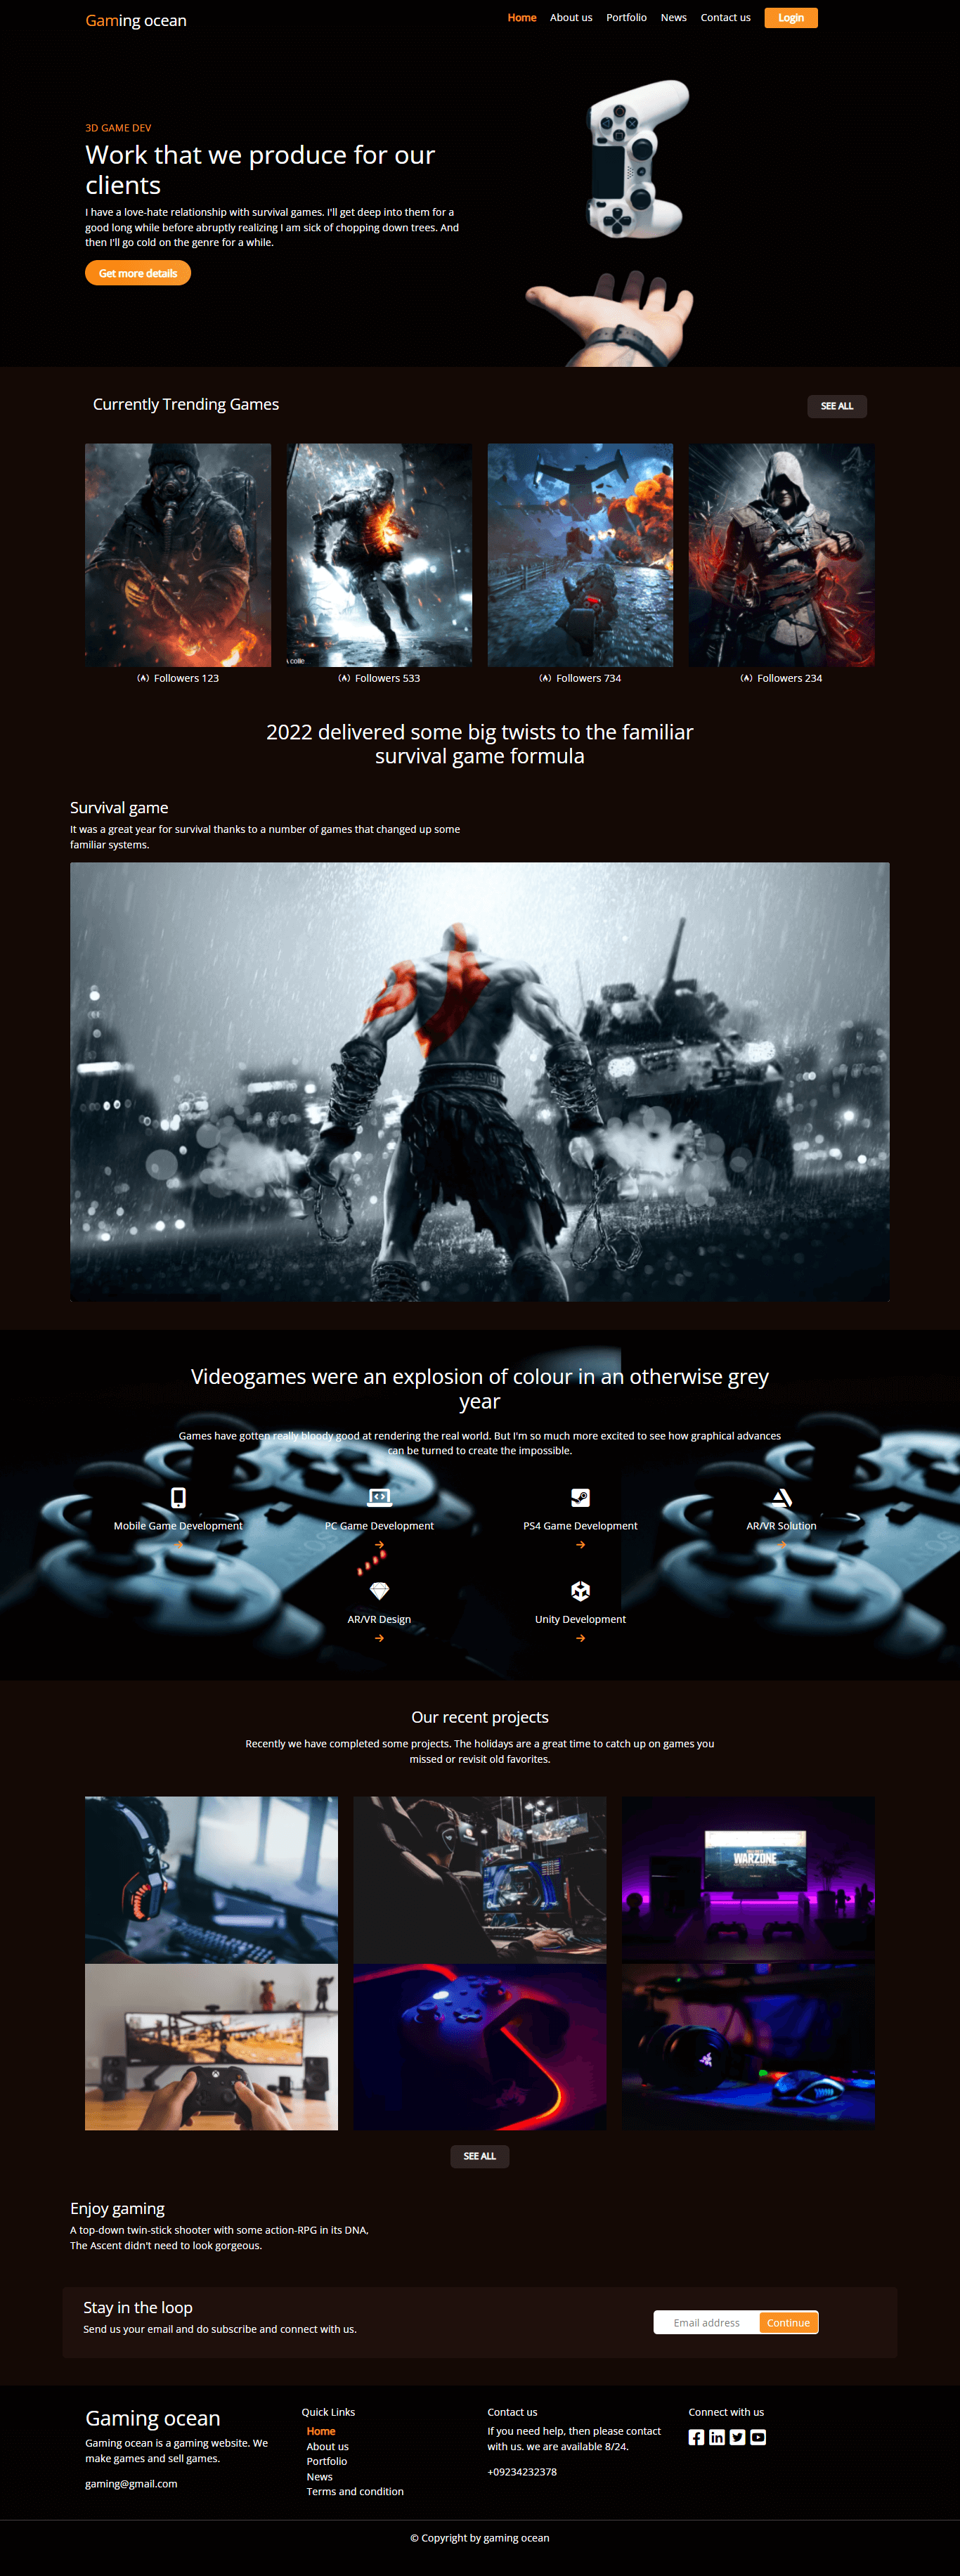 Gaming ocean
Home About us Portfolio News Contact us Login
3D GAME DEV
Work that we produce for our
clients
I have a love-hate relationship with survival games. I'll get deep into them for a
good long while before abruptly realizing I am sick of chopping down trees. And
then I'll go cold on the genre for a while.
Get more details
Currently Trending Games
SEE ALL
Followers 123
Followers 533
Followers 734
Followers 234
2022 delivered some big twists to the familiar
survival game formula
Survival game
It was a great year for survival thanks to a number of games that changed up some
familiar systems.
Videogames were an explosion of colour in an otherwise grey
year
Games have gotten really bloody good at rendering the real world. But I'm so much more excited to see how graphical advances
can be turned to create the impossible.
Mobile Game Development
PC Game Development
PS4 Game Development
AR/VR Solution
AR/VR Design
Unity Development
Our recent projects
Recently we have completed some projects. The holidays are a great time to catch up on games you
missed or revisit old favorites.
WARZONE
SEE ALL
Enjoy gaming
A top-down twin-stick shooter with some action-RPG in its DNA,
The Ascent didn't need to look gorgeous.
Stay in the loop
Send us your email and do subscribe and connect with us.
Email address
Continue
Gaming ocean
Gaming ocean is a gaming website. We
make games and sell games.
gaming@gmail.com
Quick Links
Home
About us
Portfolio
News
Terms and condition
Contact us
If you need help, then please contact
with us. we are available 8/24.
+09234232378
Connect with us
© Copyright by gaming ocean